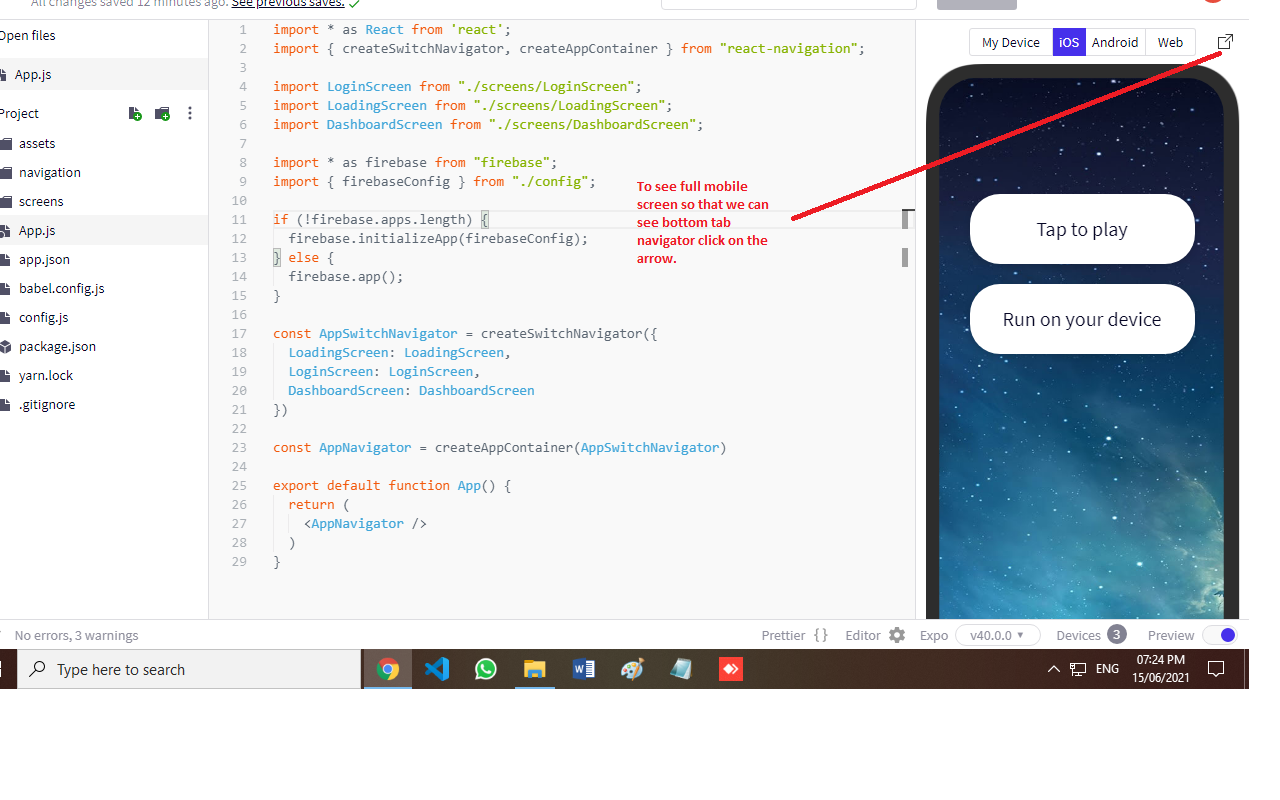 All changes saved 12 minutes ago. See previous saves.
Open files
App.js
Project
assets
navigation
screens
App.js
app.json
babel.config.js
config.js
package.json
yarn.lock
.gitignore
1 import * as React from 'react';
2 import { createSwitchNavigator, createAppContainer } from "react-navigation";
3
4 import LoginScreen from "./screens/LoginScreen";
5 import LoadingScreen from "./screens/LoadingScreen";
6 import DashboardScreen from "./screens/DashboardScreen";
7
8 import * as firebase from "firebase";
9 import { firebaseConfig } from "./config";
10
11 if (!firebase.apps.length) {
12 firebase.initializeApp(firebaseConfig);
13 } else {
14 firebase.app();
15 }
16
17 const AppSwitchNavigator = createSwitchNavigator({
18 LoadingScreen: LoadingScreen,
19 LoginScreen: LoginScreen,
20 DashboardScreen: DashboardScreen
21 })
22
23 const AppNavigator = createAppContainer(AppSwitchNavigator)
24
25 export default function App() {
26 return (
27 <AppNavigator />
28 )
29 }
To see full mobile
screen so that we can
see bottom tab
navigator click on the
arrow.
My Device iOS Android Web
Tap to play
Run on your device
No errors, 3 warnings
Prettier {} Editor Expo v40.0.0 Devices 3 Preview
Type here to search
ENG
07:24 PM
15/06/2021